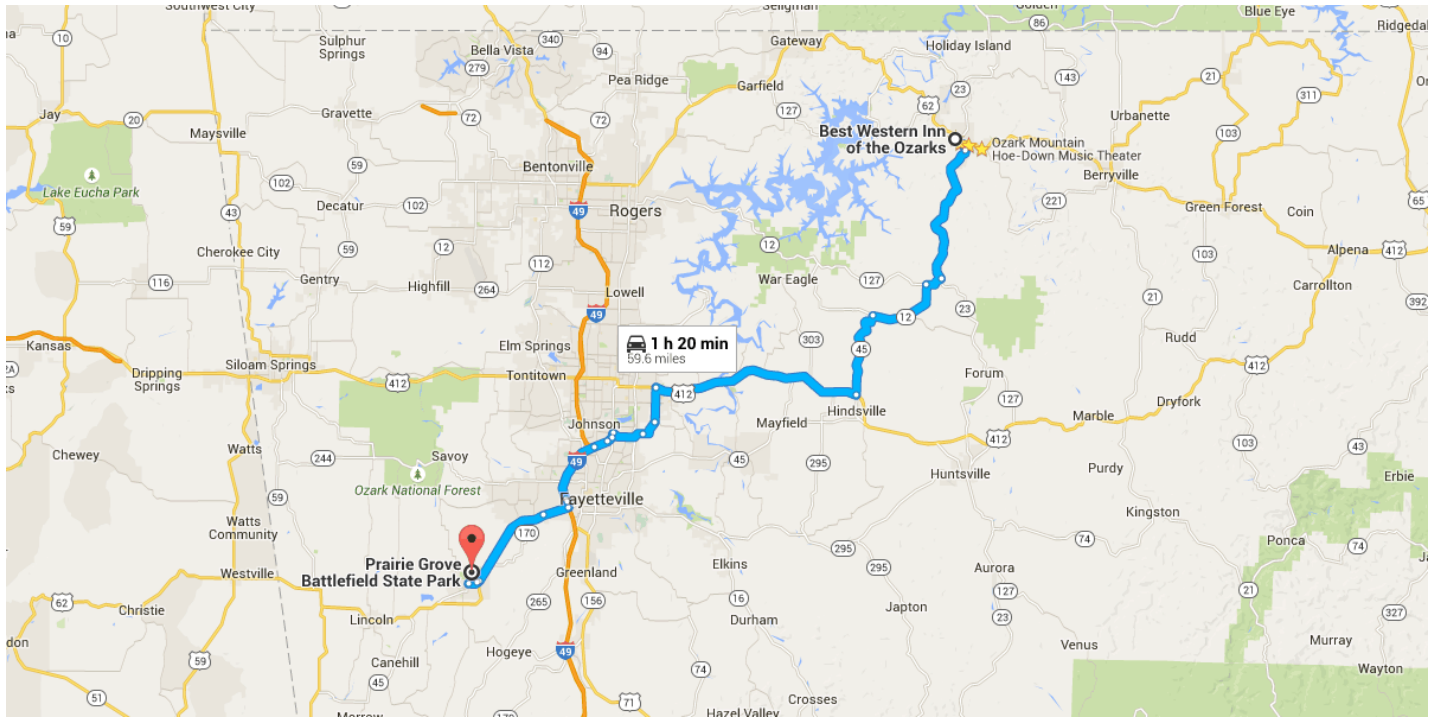 Southwest City
Seligman
Golden
86
Blue Eye
Ridgedal
10
Sulphur
Springs
Bella Vista
340
94
Gateway
Holiday Island
279
Pea Ridge
Garfield
62
23
143
21
311
Jay
20
Maysville
Gravette
72
72
127
Urbanette
103
Best Western Inn
of the Ozarks
Ozark Mountain
Hoe-Down Music Theater
Bentonville
Berryville
Lake Eucha Park
102
Decatur
102
49
Rogers
221
Green Forest
Coin
65
59
43
59
12
12
Cherokee City
Alpena
412
Gentry
112
War Eagle
127
103
116
Highfill
264
Lowell
23
21
Carrollton
392
49
12
1 h 20 min
59.6 miles
303
45
Rudd
Kansas
Elm Springs
Siloam Springs
Dripping
Springs
Tontitown
412
412
Forum
412
127
Dryfork
Hindsville
Marble
Johnson
Mayfield
412
103
43
Chewey
Watts
244
Savoy
49
45
295
Huntsville
Purdy
Ozark National Forest
59
Fayetteville
Erbie
Watts
Community
170
Kingston
295
Ponca
74
74
Prairie Grove
Battlefield State Park
Westville
Greenland
Elkins
295
Aurora
62
Christie
Lincoln
265
156
16
Durham
Japton
127
23
21
327
59
Hogeye
49
Venus
Murray
Canehill
45
74
Wayton
51
71
Crosses
Hazel Valley